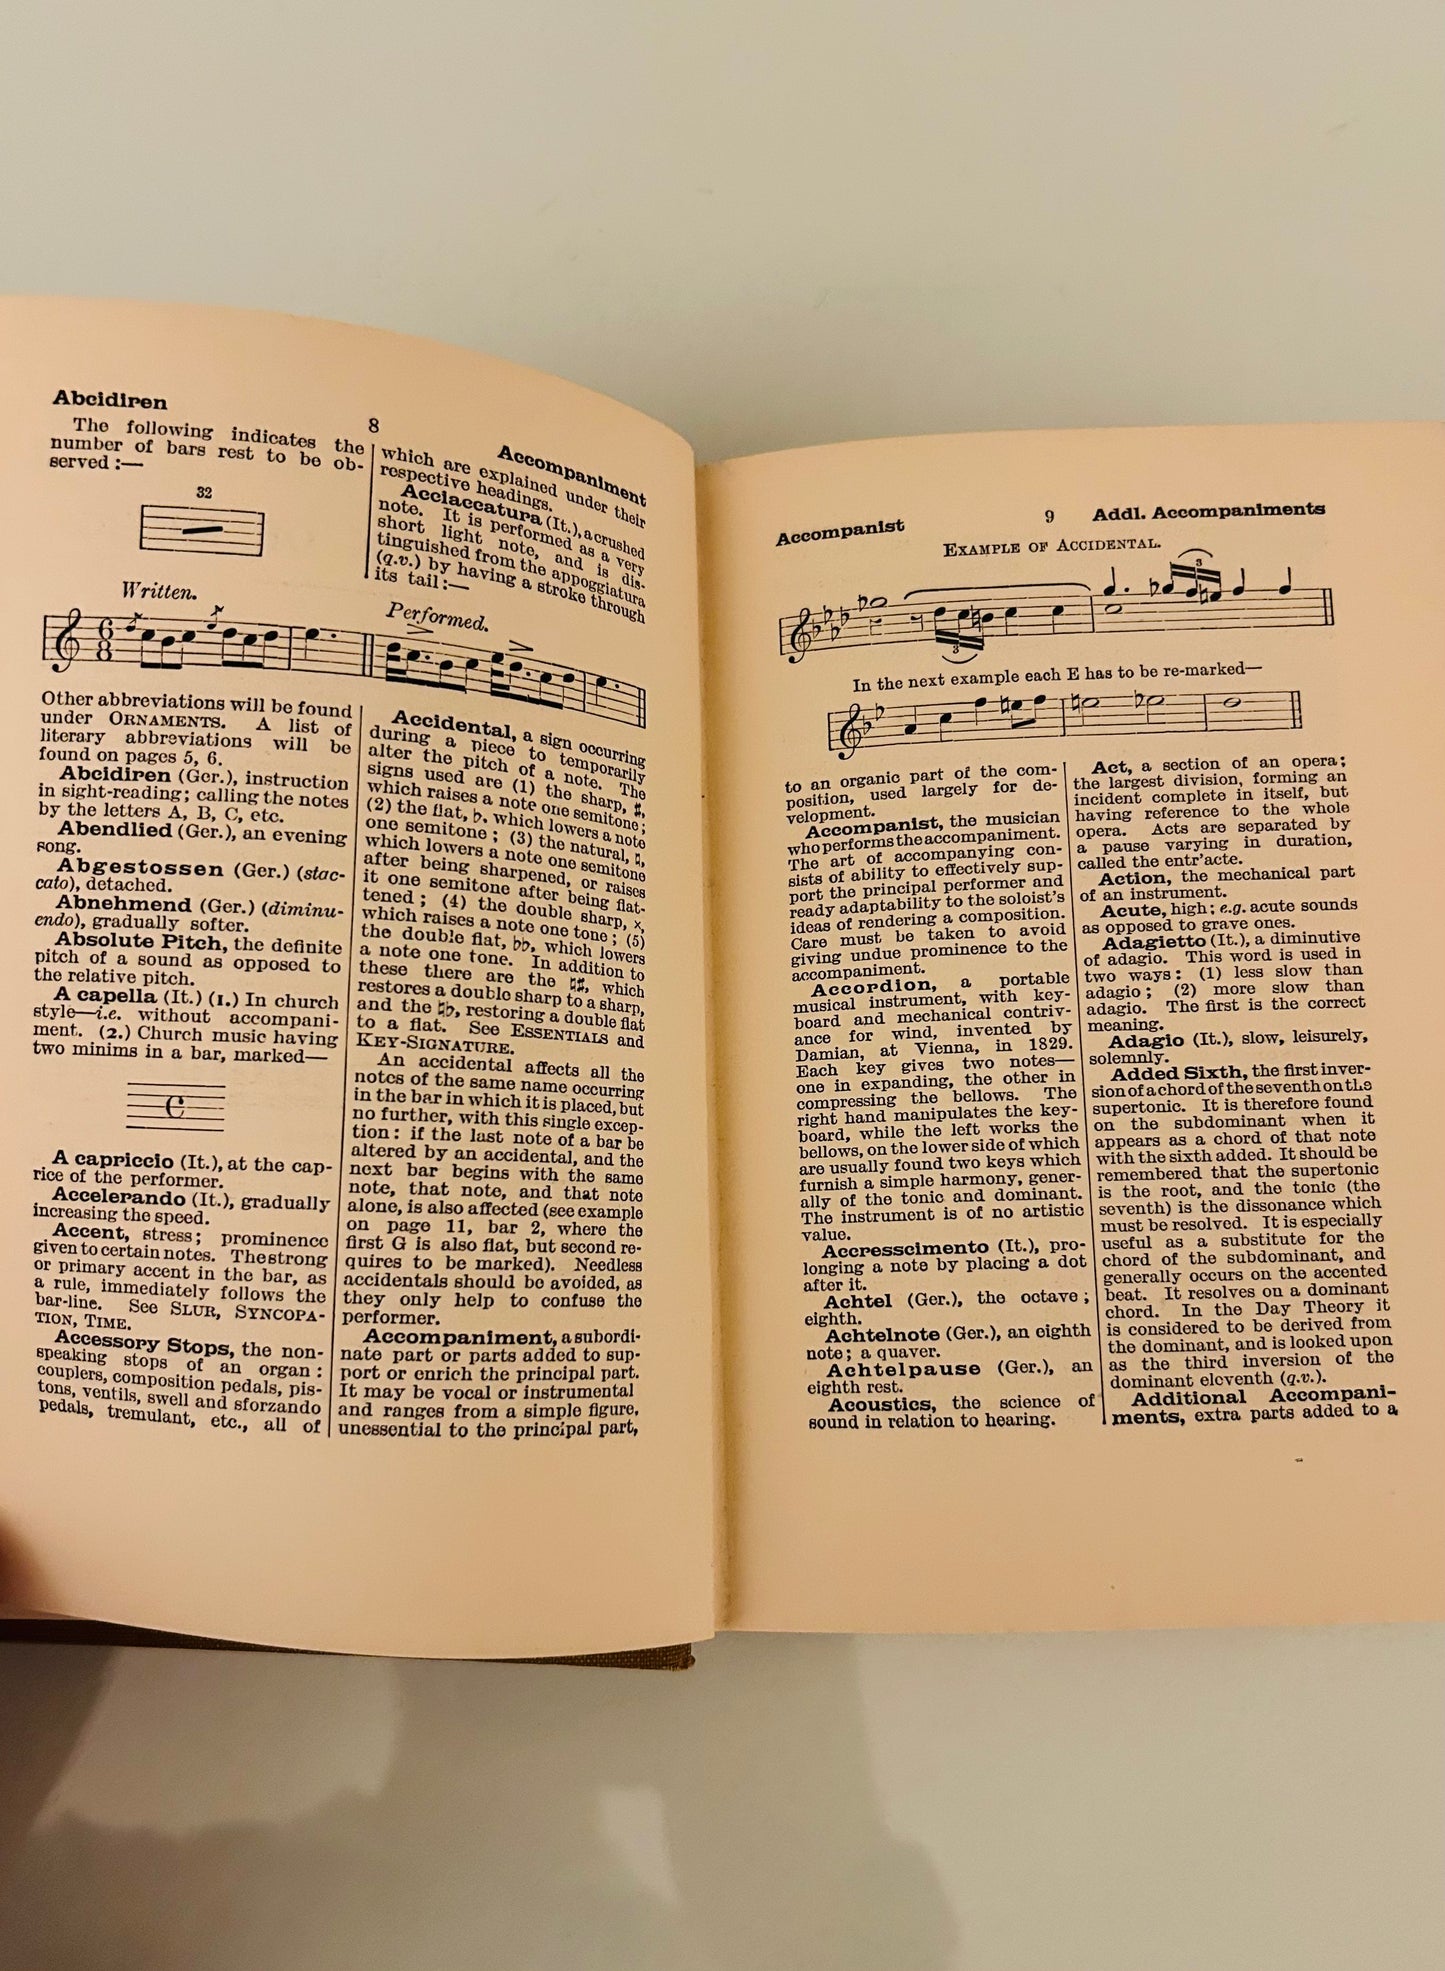 Abcidiren
8
Accompaniment
The following indicates the
number of bars rest to be ob-
served :—
32
which are explained under their
respective headings.
Acciaccatura (It.), a crushed
note. It is performed as a very
short light note, and is dis-
tinguished from the appoggiatura
(q.v.) by having a stroke through
its tail :—
Written.
Performed.
6
8
Other abbreviations will be found
under ORNAMENTS. A list of
literary abbreviations will be
found on pages 5, 6.
Abcidiren (Ger.), instruction
in sight-reading; calling the notes
by the letters A, B, C, etc.
Abendlied (Ger.), an evening
song.
Abgestossen (Ger.) (stac-
cato), detached.
Abnehmend (Ger.) (diminu-
endo), gradually softer.
Absolute Pitch, the definite
pitch of a sound as opposed to
the relative pitch.
A capella (It.) (1.) In church
style—i.e. without accompani-
ment. (2.) Church music having
two minims in a bar, marked—
A capriccio (It.), at the cap-
rice of the performer.
Accelerando (It.), gradually
increasing the speed.
Accent, stress; prominence
given to certain notes. The strong
or primary accent in the bar, as
a rule, immediately follows the
bar-line. See SLUR, SYNCOPA-
TION, TIME.
Accessory Stops, the non-
speaking stops of an organ:
couplers, composition pedals, pis-
tons, ventils, swell and sforzando
pedals, tremulant, etc., all of
Accidental, a sign occurring
during a piece to temporarily
alter the pitch of a note. The
signs used are (1) the sharp, ♯,
which raises a note one semitone;
(2) the flat, ♭, which lowers a note
one semitone; (3) the natural, ♮,
which lowers a note one semitone
after being sharpened, or raises
it one semitone after being flat-
tened; (4) the double sharp, ×,
which raises a note one tone; (5)
the double flat, ♭♭, which lowers
a note one tone. In addition to
these there are the ♮♯, which
restores a double sharp to a sharp,
and the ♮♭, restoring a double flat
to a flat. See ESSENTIALS and
KEY-SIGNATURE.
An accidental affects all the
notes of the same name occurring
in the bar in which it is placed, but
no further, with this single excep-
tion: if the last note of a bar be
altered by an accidental, and the
next bar begins with the same
note, that note, and that note
alone, is also affected (see example
on page 11, bar 2, where the
first G is also flat, but second re-
quires to be marked). Needless
accidentals should be avoided, as
they only help to confuse the
performer.
Accompaniment, a subordi-
nate part or parts added to sup-
port or enrich the principal part.
It may be vocal or instrumental
and ranges from a simple figure,
unessential to the principal part,
Accompanist
9
Addl. Accompaniments
EXAMPLE OF ACCIDENTAL.
3
3
In the next example each E has to be re-marked—
to an organic part of the com-
position, used largely for de-
velopment.
Accompanist, the musician
who performs the accompaniment.
The art of accompanying con-
sists of ability to effectively sup-
port the principal performer and
ready adaptability to the soloist's
ideas of rendering a composition.
Care must be taken to avoid
giving undue prominence to the
accompaniment.
Accordion, a portable
musical instrument, with key-
board and mechanical contriv-
ance for wind, invented by
Damian, at Vienna, in 1829.
Each key gives two notes—
one in expanding, the other in
compressing the bellows. The
right hand manipulates the key-
board, while the left works the
bellows, on the lower side of which
are usually found two keys which
furnish a simple harmony, gener-
ally of the tonic and dominant.
The instrument is of no artistic
value.
Accresscimento (It.), pro-
longing a note by placing a dot
after it.
Achtel (Ger.), the octave;
eighth.
Achtelnote (Ger.), an eighth
note; a quaver.
Achtelpause (Ger.), an
eighth rest.
Acoustics, the science of
sound in relation to hearing.
Act, a section of an opera;
the largest division, forming an
incident complete in itself, but
having reference to the whole
opera. Acts are separated by
a pause varying in duration,
called the entr'acte.
Action, the mechanical part
of an instrument.
Acute, high; e.g. acute sounds
as opposed to grave ones.
Adagietto (It.), a diminutive
of adagio. This word is used in
two ways: (1) less slow than
adagio; (2) more slow than
adagio. The first is the correct
meaning.
Adagio (It.), slow, leisurely,
solemnly.
Added Sixth, the first inver-
sion of a chord of the seventh on the
supertonic. It is therefore found
on the subdominant when it
appears as a chord of that note
with the sixth added. It should be
remembered that the supertonic
is the root, and the tonic (the
seventh) is the dissonance which
must be resolved. It is especially
useful as a substitute for the
chord of the subdominant, and
generally occurs on the accented
beat. It resolves on a dominant
chord. In the Day Theory it
is considered to be derived from
the dominant, and is looked upon
as the third inversion of the
dominant eleventh (q.v.).
Additional Accompani-
ments, extra parts added to a